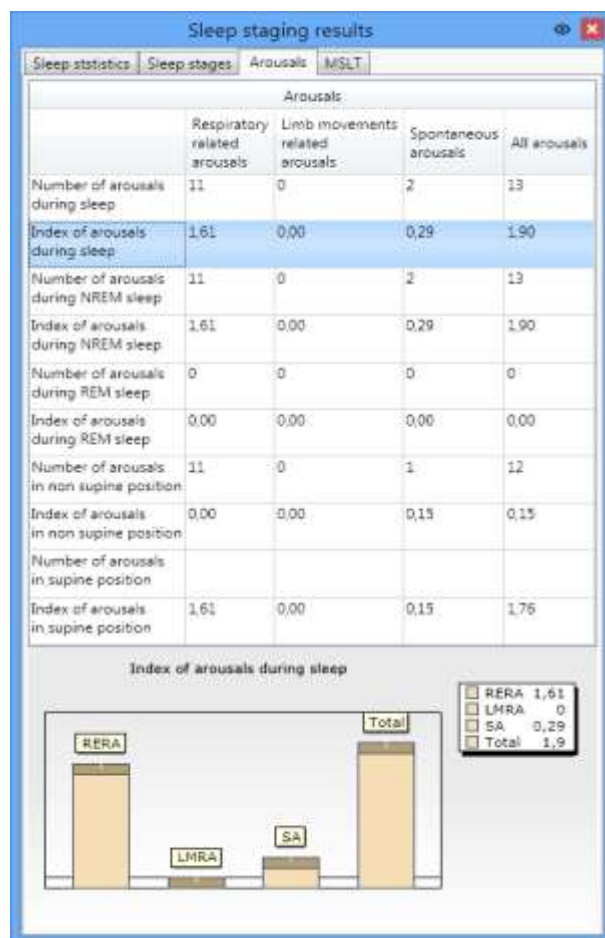 Sleep staging results
Sleep ststistics Sleep stages Arousals MSLT
Arousals
Respiratory related arousals Limb movements related arousals Spontaneous arousals All arousals
Number of arousals during sleep 11 0 2 13
Index of arousals during sleep 1,61 0,00 0,29 1,90
Number of arousals during NREM sleep 11 0 2 13
Index of arousals during NREM sleep 1,61 0,00 0,29 1,90
Number of arousals during REM sleep 0 0 0 0
Index of arousals during REM sleep 0,00 0,00 0,00 0,00
Number of arousals in non supine position 11 0 1 12
Index of arousals in non supine position 0,00 0,00 0,15 0,15
Number of arousals in supine position
Index of arousals in supine position 1,61 0,00 0,15 1,76
Index of arousals during sleep
RERA 1,61
LMRA 0
SA 0,29
Total 1,9
Total
RERA
SA
LMRA